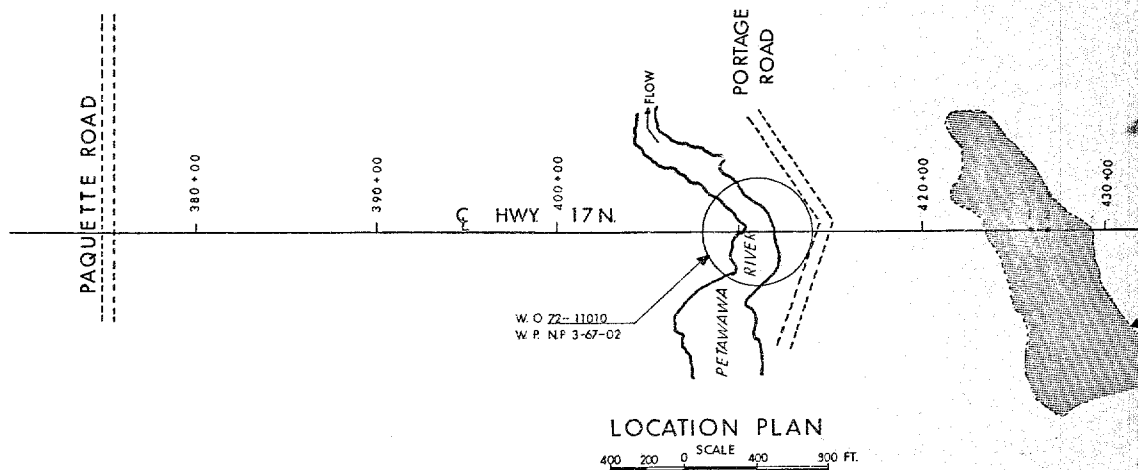 PAQUETTE ROAD
380+00
390+00
℄ HWY. 17 N.
400+00
FLOW
PORTAGE
ROAD
PETAWAWA RIVER
420+00
430+00
W. O 72-11010
W. P. N.P 3-67-02
LOCATION PLAN
SCALE
400 200 0 400 800 FT.